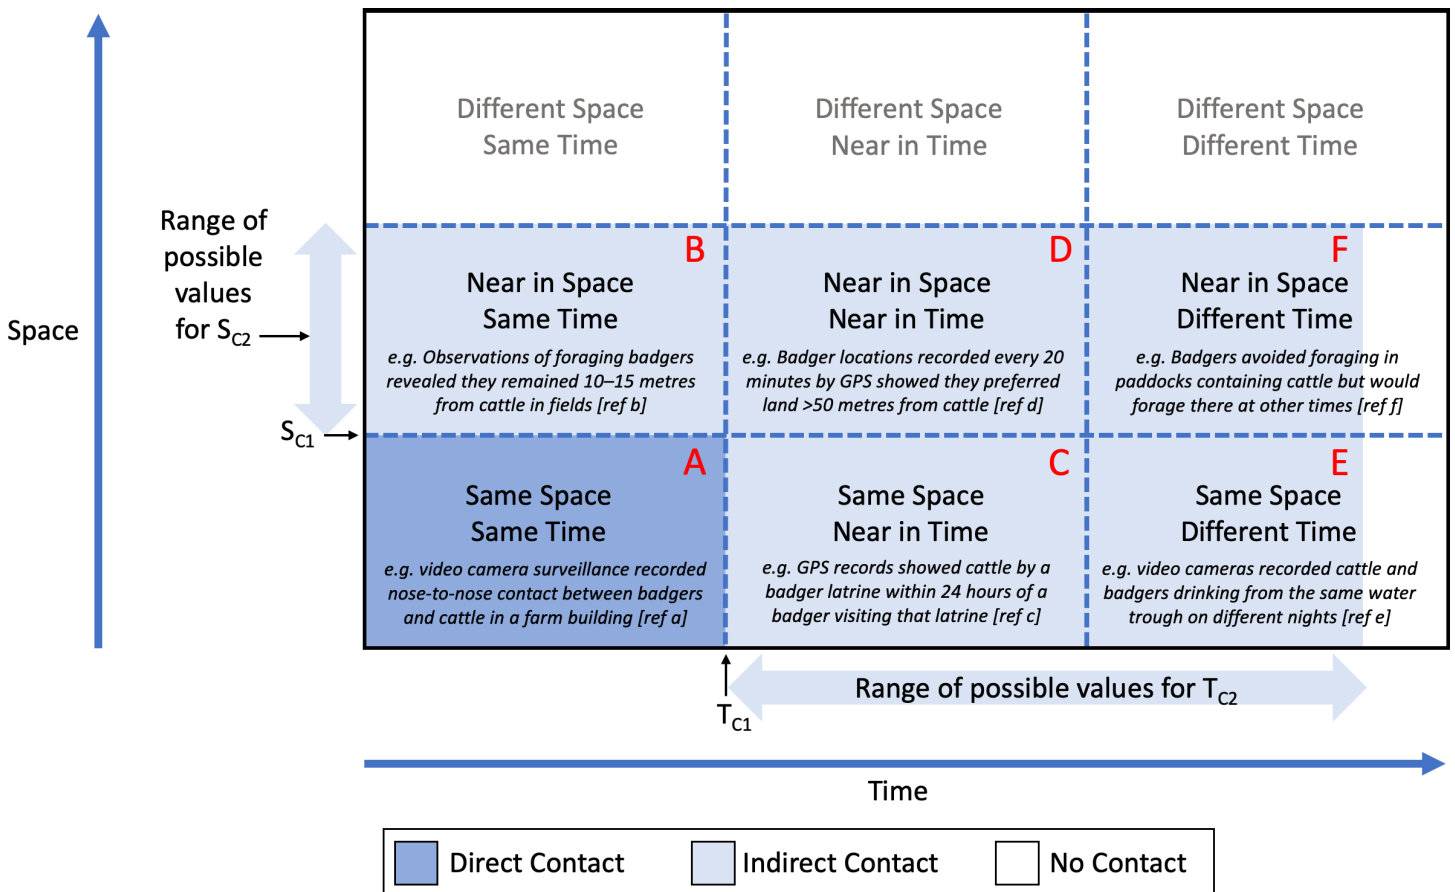 Different Space
Same Time
Different Space
Near in Time
Different Space
Different Time
Range of
possible
values
for SC2
Space
SC1
B
Near in Space
Same Time
e.g. Observations of foraging badgers
revealed they remained 10–15 metres
from cattle in fields [ref b]
D
Near in Space
Near in Time
e.g. Badger locations recorded every 20
minutes by GPS showed they preferred
land >50 metres from cattle [ref d]
F
Near in Space
Different Time
e.g. Badgers avoided foraging in
paddocks containing cattle but would
forage there at other times [ref f]
A
Same Space
Same Time
e.g. video camera surveillance recorded
nose-to-nose contact between badgers
and cattle in a farm building [ref a]
C
Same Space
Near in Time
e.g. GPS records showed cattle by a
badger latrine within 24 hours of a
badger visiting that latrine [ref c]
E
Same Space
Different Time
e.g. video cameras recorded cattle and
badgers drinking from the same water
trough on different nights [ref e]
TC1
Range of possible values for TC2
Time
Direct Contact
Indirect Contact
No Contact